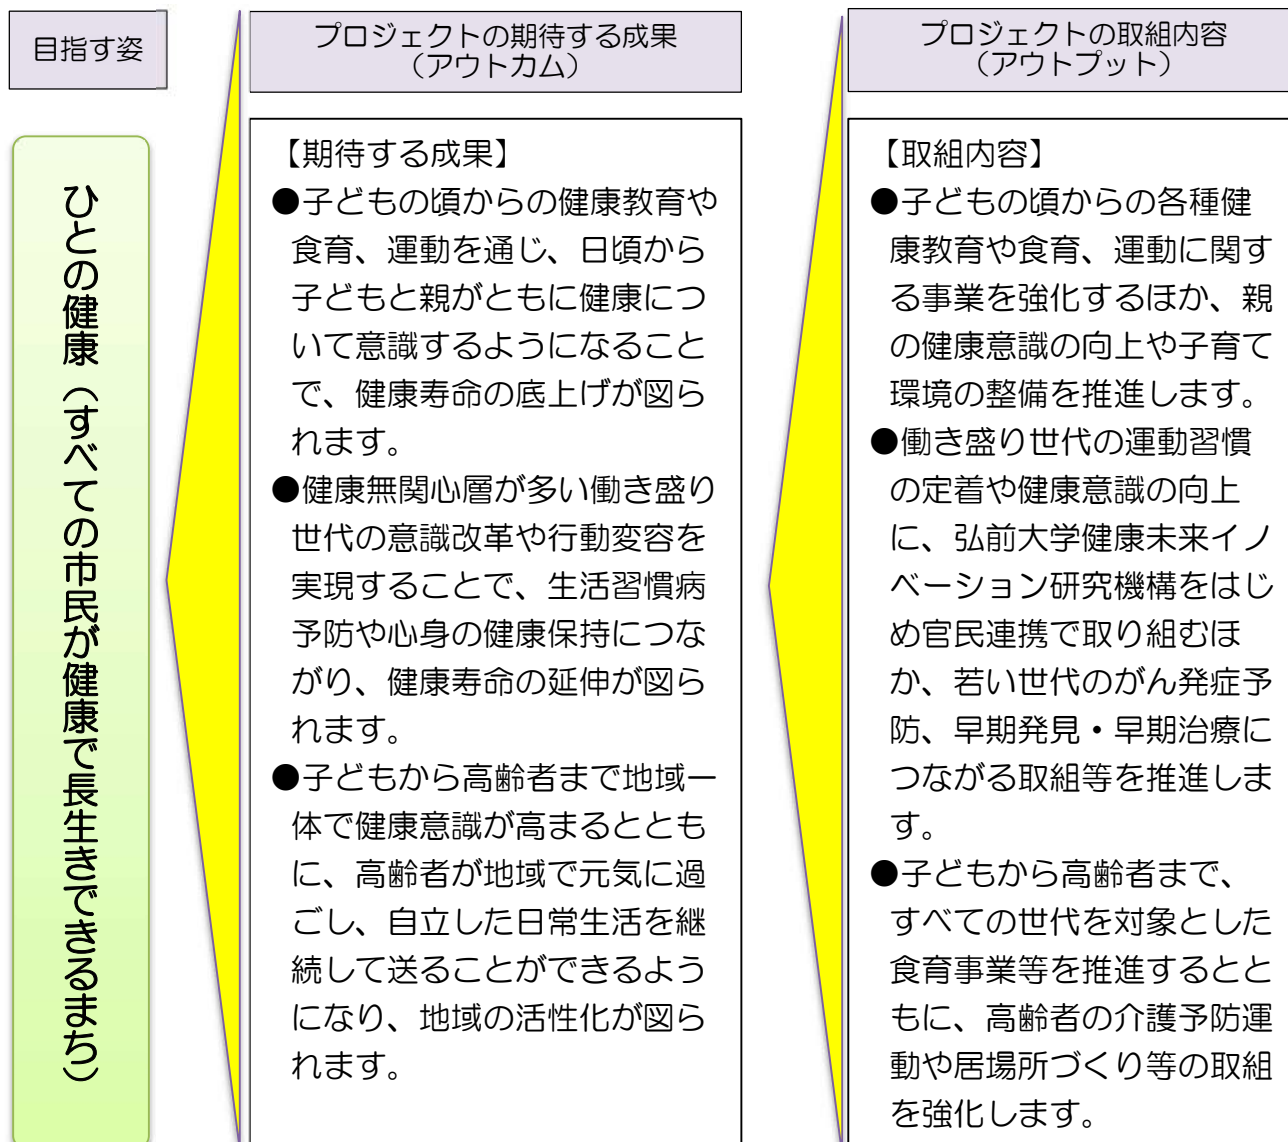 目指す姿
ひとの健康（すべての市民が健康で長生きできるまち）
プロジェクトの期待する成果
（アウトカム）
【期待する成果】
●子どもの頃からの健康教育や
食育、運動を通じ、日頃から
子どもと親がともに健康につ
いて意識するようになること
で、健康寿命の底上げが図ら
れます。
●健康無関心層が多い働き盛り
世代の意識改革や行動変容を
実現することで、生活習慣病
予防や心身の健康保持につな
がり、健康寿命の延伸が図ら
れます。
●子どもから高齢者まで地域一
体で健康意識が高まるととも
に、高齢者が地域で元気に過
ごし、自立した日常生活を継
続して送ることができるよう
になり、地域の活性化が図ら
れます。
プロジェクトの取組内容
（アウトプット）
【取組内容】
●子どもの頃からの各種健
康教育や食育、運動に関す
る事業を強化するほか、親
の健康意識の向上や子育て
環境の整備を推進します。
●働き盛り世代の運動習慣
の定着や健康意識の向上
に、弘前大学健康未来イノ
ベーション研究機構をはじ
め官民連携で取り組むほ
か、若い世代のがん発症予
防、早期発見・早期治療に
つながる取組等を推進しま
す。
●子どもから高齢者まで、
すべての世代を対象とした
食育事業等を推進するとと
もに、高齢者の介護予防運
動や居場所づくり等の取組
を強化します。